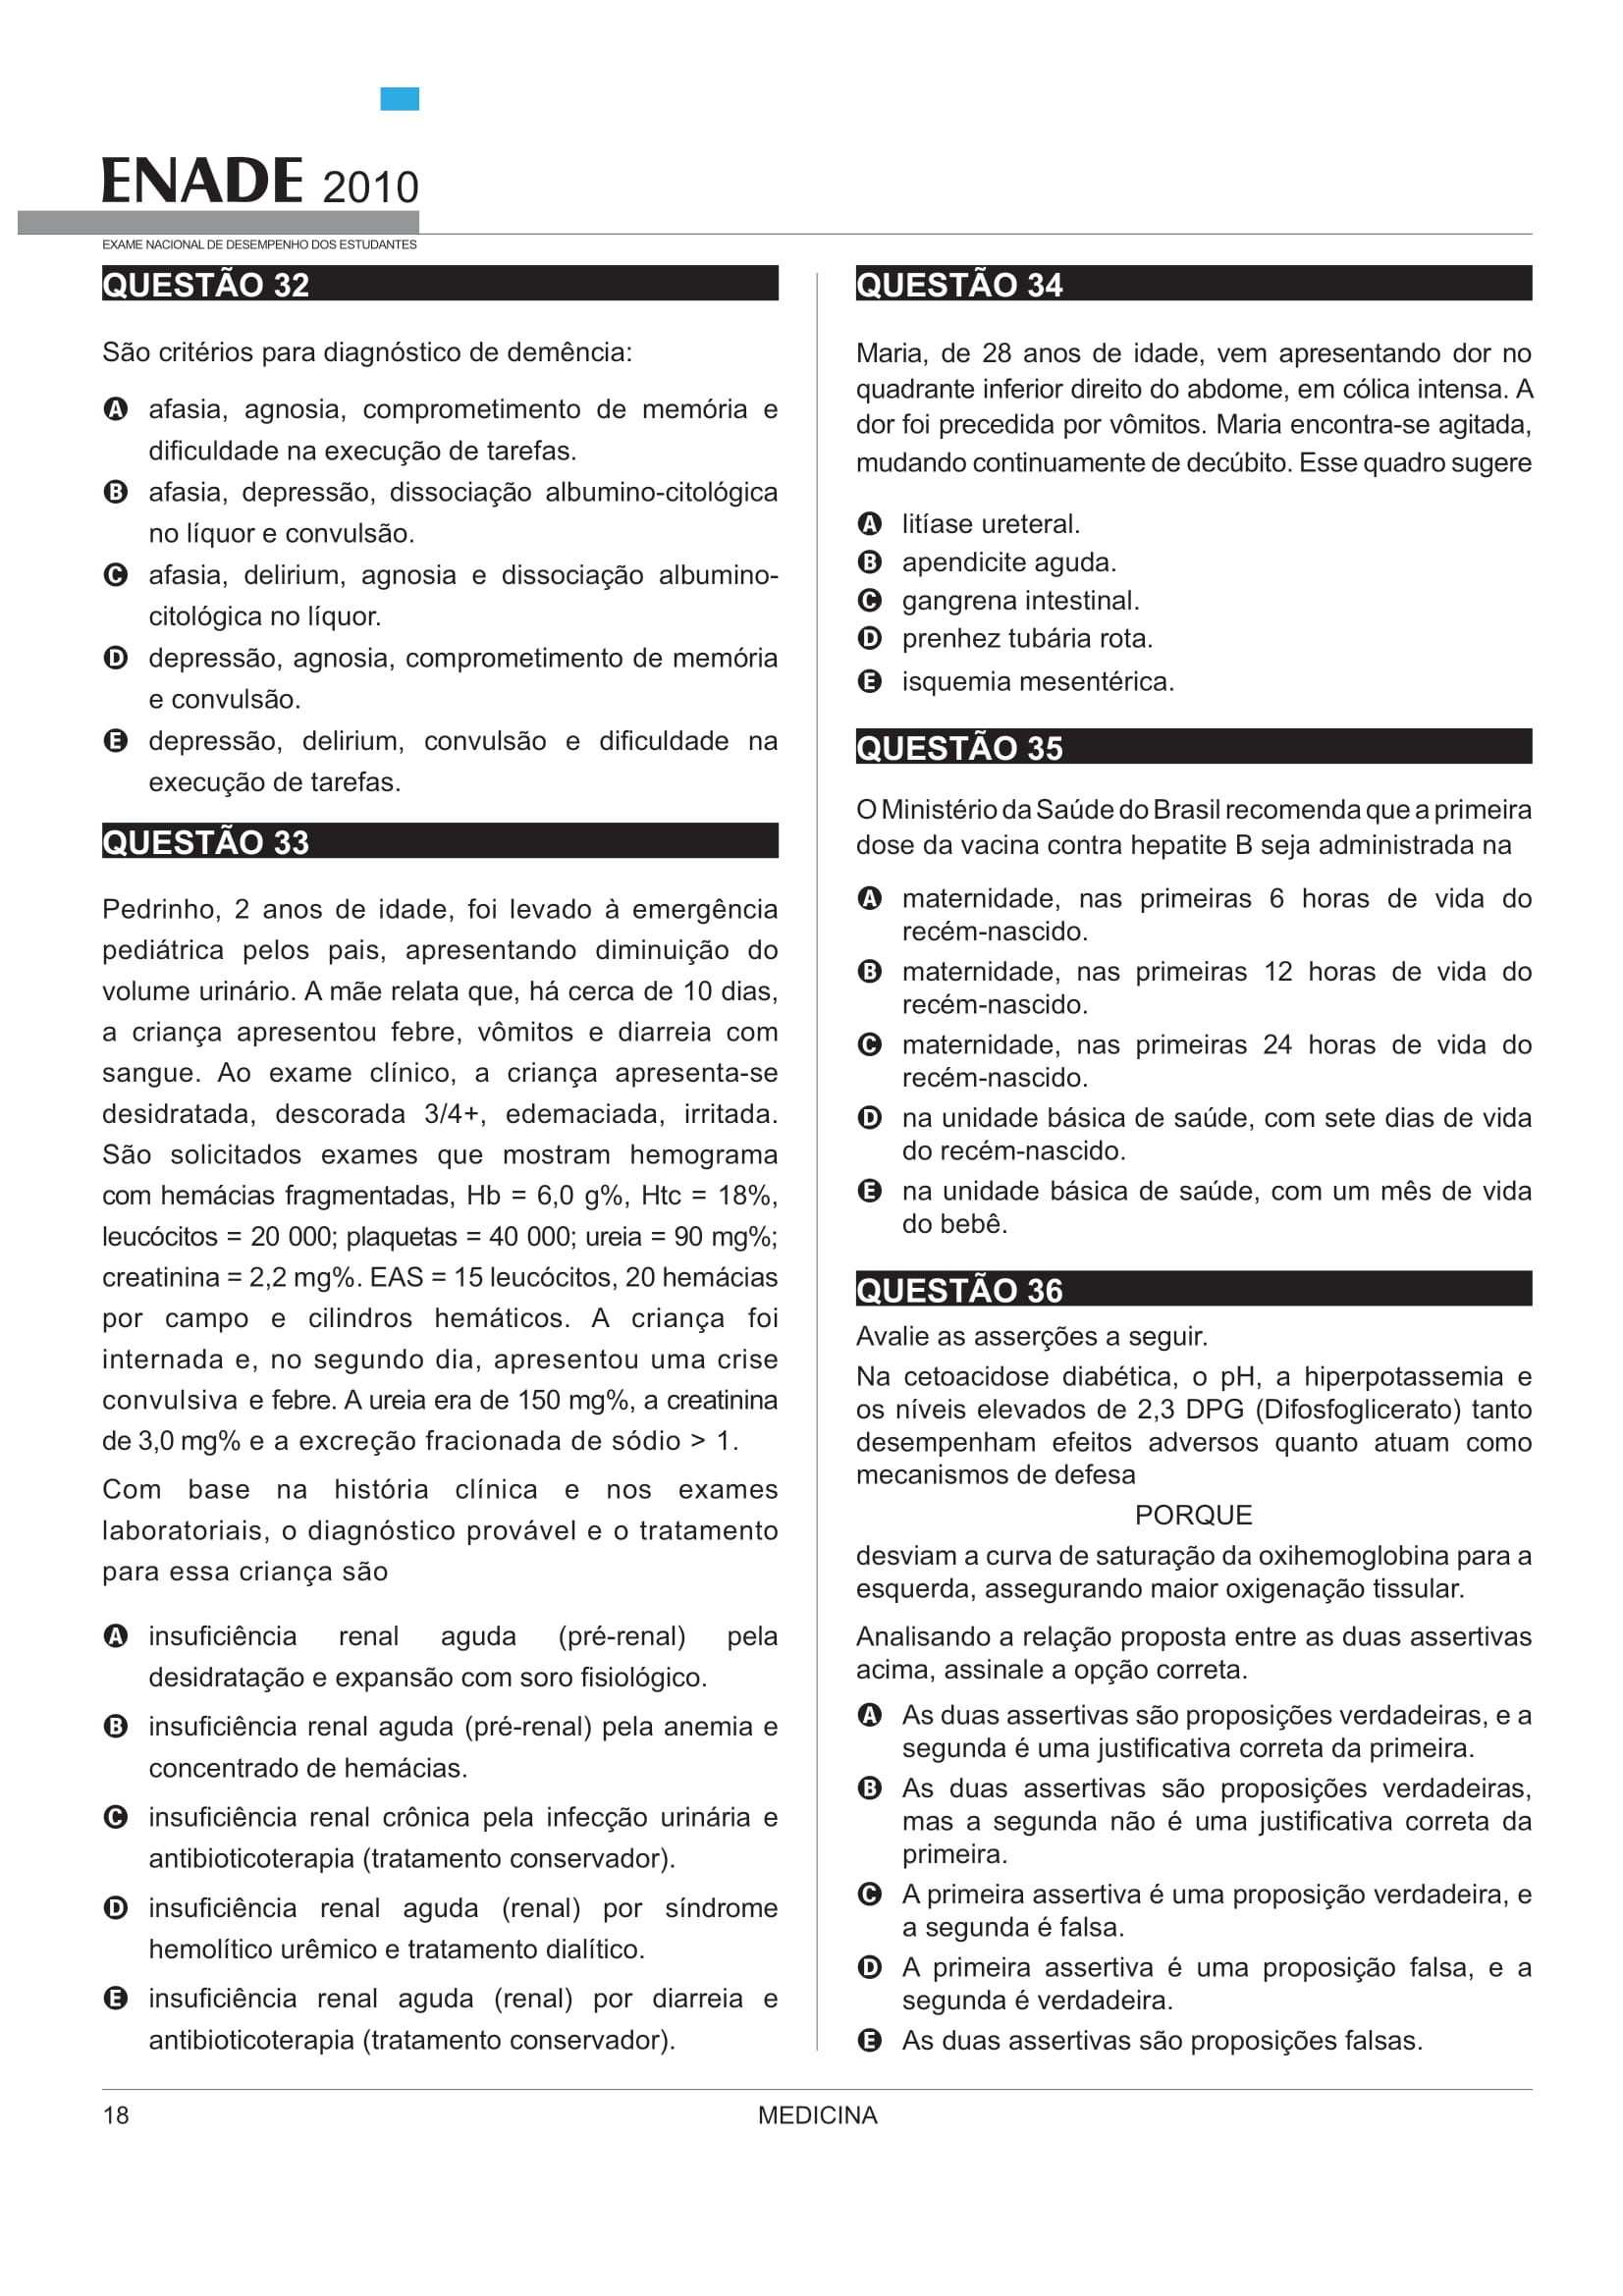 ENADE 2010
EXAME NACIONAL DE DESEMPENHO DOS ESTUDANTES
QUESTÃO 32
São critérios para diagnóstico de demência:
A afasia, agnosia, comprometimento de memória e
dificuldade na execução de tarefas.
B afasia, depressão, dissociação albumino-citológica
no líquor e convulsão.
C afasia, delirium, agnosia e dissociação albumino-
citológica no líquor.
D depressão, agnosia, comprometimento de memória
e convulsão.
E depressão, delirium, convulsão e dificuldade na
execução de tarefas.
QUESTÃO 33
Pedrinho, 2 anos de idade, foi levado à emergência
pediátrica pelos pais, apresentando diminuição do
volume urinário. A mãe relata que, há cerca de 10 dias,
a criança apresentou febre, vômitos e diarreia com
sangue. Ao exame clínico, a criança apresenta-se
desidratada, descorada 3/4+, edemaciada, irritada.
São solicitados exames que mostram hemograma
com hemácias fragmentadas, Hb = 6,0 g%, Htc = 18%,
leucócitos = 20 000; plaquetas = 40 000; ureia = 90 mg%;
creatinina = 2,2 mg%. EAS = 15 leucócitos, 20 hemácias
por campo e cilindros hemáticos. A criança foi
internada e, no segundo dia, apresentou uma crise
convulsiva e febre. A ureia era de 150 mg%, a creatinina
de 3,0 mg% e a excreção fracionada de sódio > 1.
Com base na história clínica e nos exames
laboratoriais, o diagnóstico provável e o tratamento
para essa criança são
A insuficiência renal aguda (pré-renal) pela
desidratação e expansão com soro fisiológico.
B insuficiência renal aguda (pré-renal) pela anemia e
concentrado de hemácias.
C insuficiência renal crônica pela infecção urinária e
antibioticoterapia (tratamento conservador).
D insuficiência renal aguda (renal) por síndrome
hemolítico urêmico e tratamento dialítico.
E insuficiência renal aguda (renal) por diarreia e
antibioticoterapia (tratamento conservador).
QUESTÃO 34
Maria, de 28 anos de idade, vem apresentando dor no
quadrante inferior direito do abdome, em cólica intensa. A
dor foi precedida por vômitos. Maria encontra-se agitada,
mudando continuamente de decúbito. Esse quadro sugere
A litíase ureteral.
B apendicite aguda.
C gangrena intestinal.
D prenhez tubária rota.
E isquemia mesentérica.
QUESTÃO 35
O Ministério da Saúde do Brasil recomenda que a primeira
dose da vacina contra hepatite B seja administrada na
A maternidade, nas primeiras 6 horas de vida do
recém-nascido.
B maternidade, nas primeiras 12 horas de vida do
recém-nascido.
C maternidade, nas primeiras 24 horas de vida do
recém-nascido.
D na unidade básica de saúde, com sete dias de vida
do recém-nascido.
E na unidade básica de saúde, com um mês de vida
do bebê.
QUESTÃO 36
Avalie as asserções a seguir.
Na cetoacidose diabética, o pH, a hiperpotassemia e
os níveis elevados de 2,3 DPG (Difosfoglicerato) tanto
desempenham efeitos adversos quanto atuam como
mecanismos de defesa
PORQUE
desviam a curva de saturação da oxihemoglobina para a
esquerda, assegurando maior oxigenação tissular.
Analisando a relação proposta entre as duas assertivas
acima, assinale a opção correta.
A As duas assertivas são proposições verdadeiras, e a
segunda é uma justificativa correta da primeira.
B As duas assertivas são proposições verdadeiras,
mas a segunda não é uma justificativa correta da
primeira.
C A primeira assertiva é uma proposição verdadeira, e
a segunda é falsa.
D A primeira assertiva é uma proposição falsa, e a
segunda é verdadeira.
E As duas assertivas são proposições falsas.
18
MEDICINA